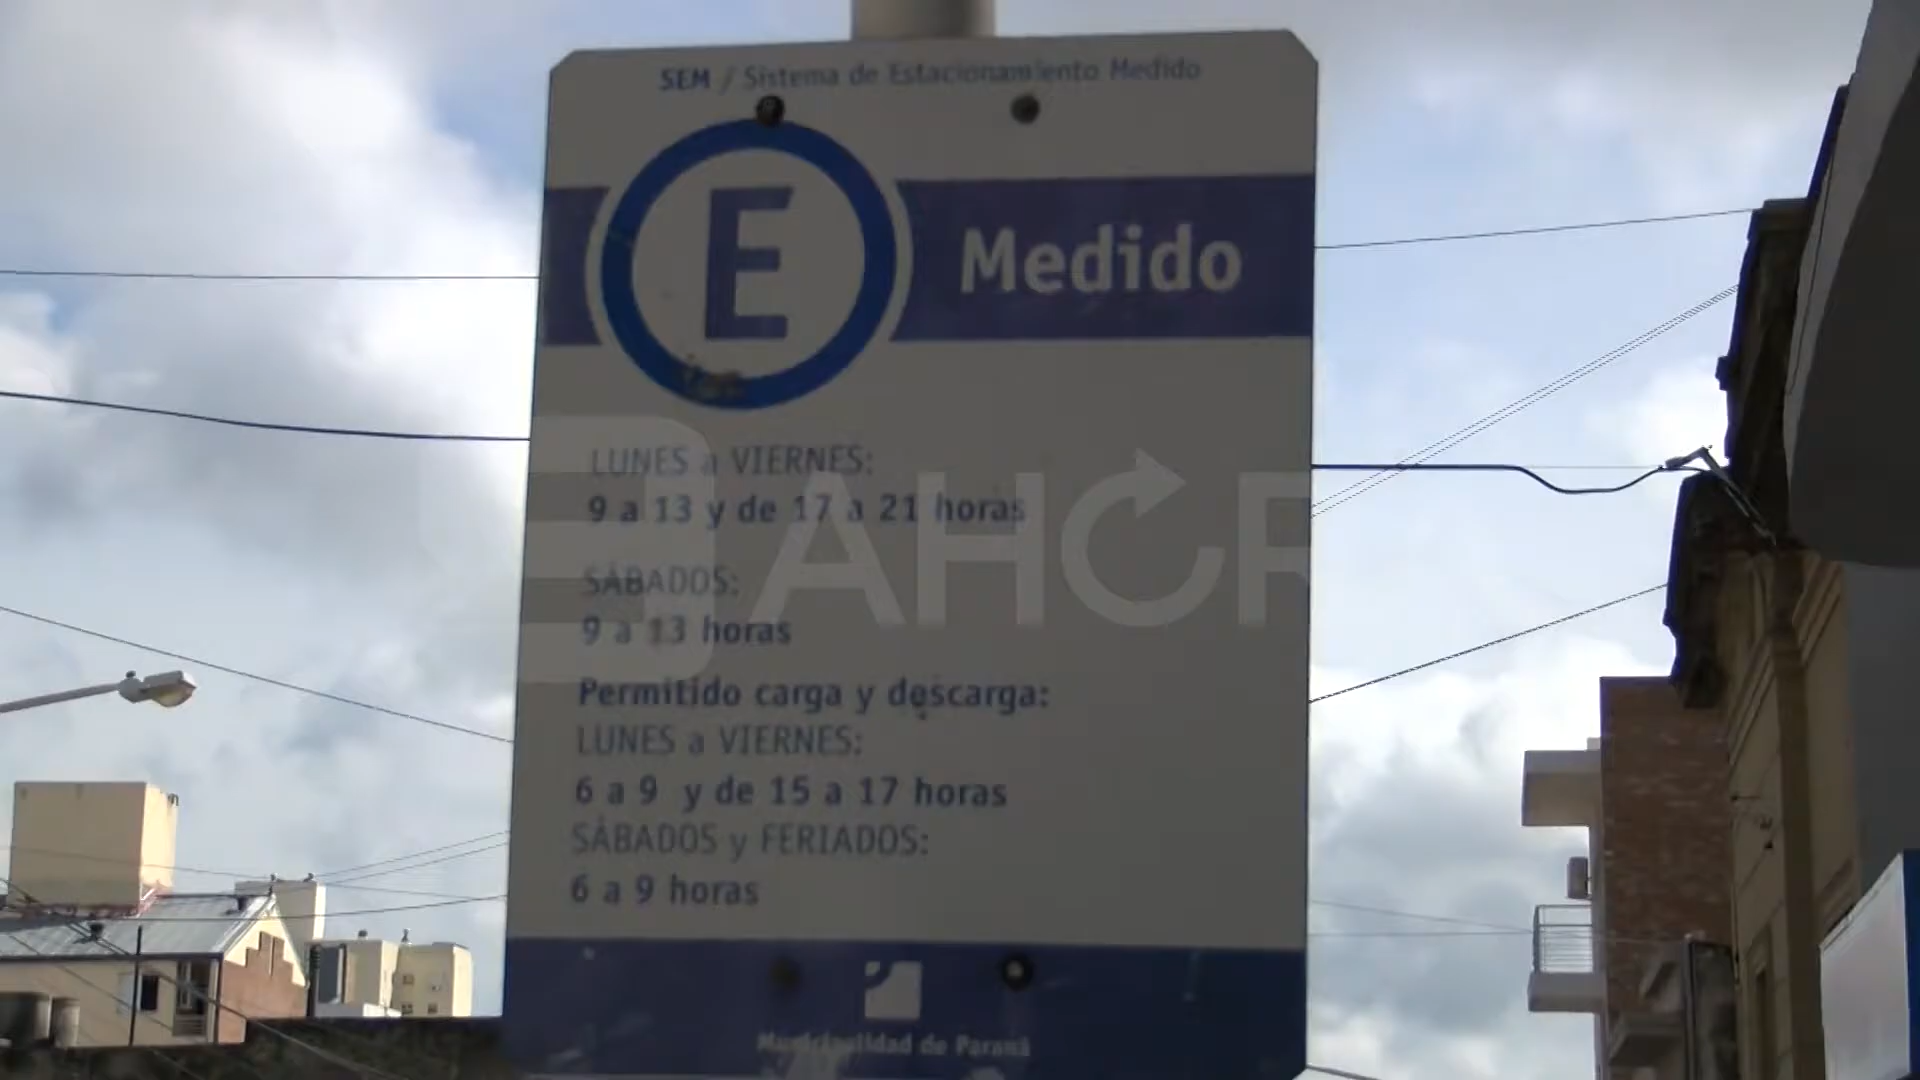 SEM / Sistema de Estacionamiento Medido
E Medido
LUNES a VIERNES:
9 a 13 y de 17 a 21 horas
SÁBADOS:
9 a 13 horas
Permitido carga y descarga:
LUNES a VIERNES:
6 a 9 y de 15 a 17 horas
SÁBADOS y FERIADOS:
6 a 9 horas
Municipalidad de Paraná
AHOR